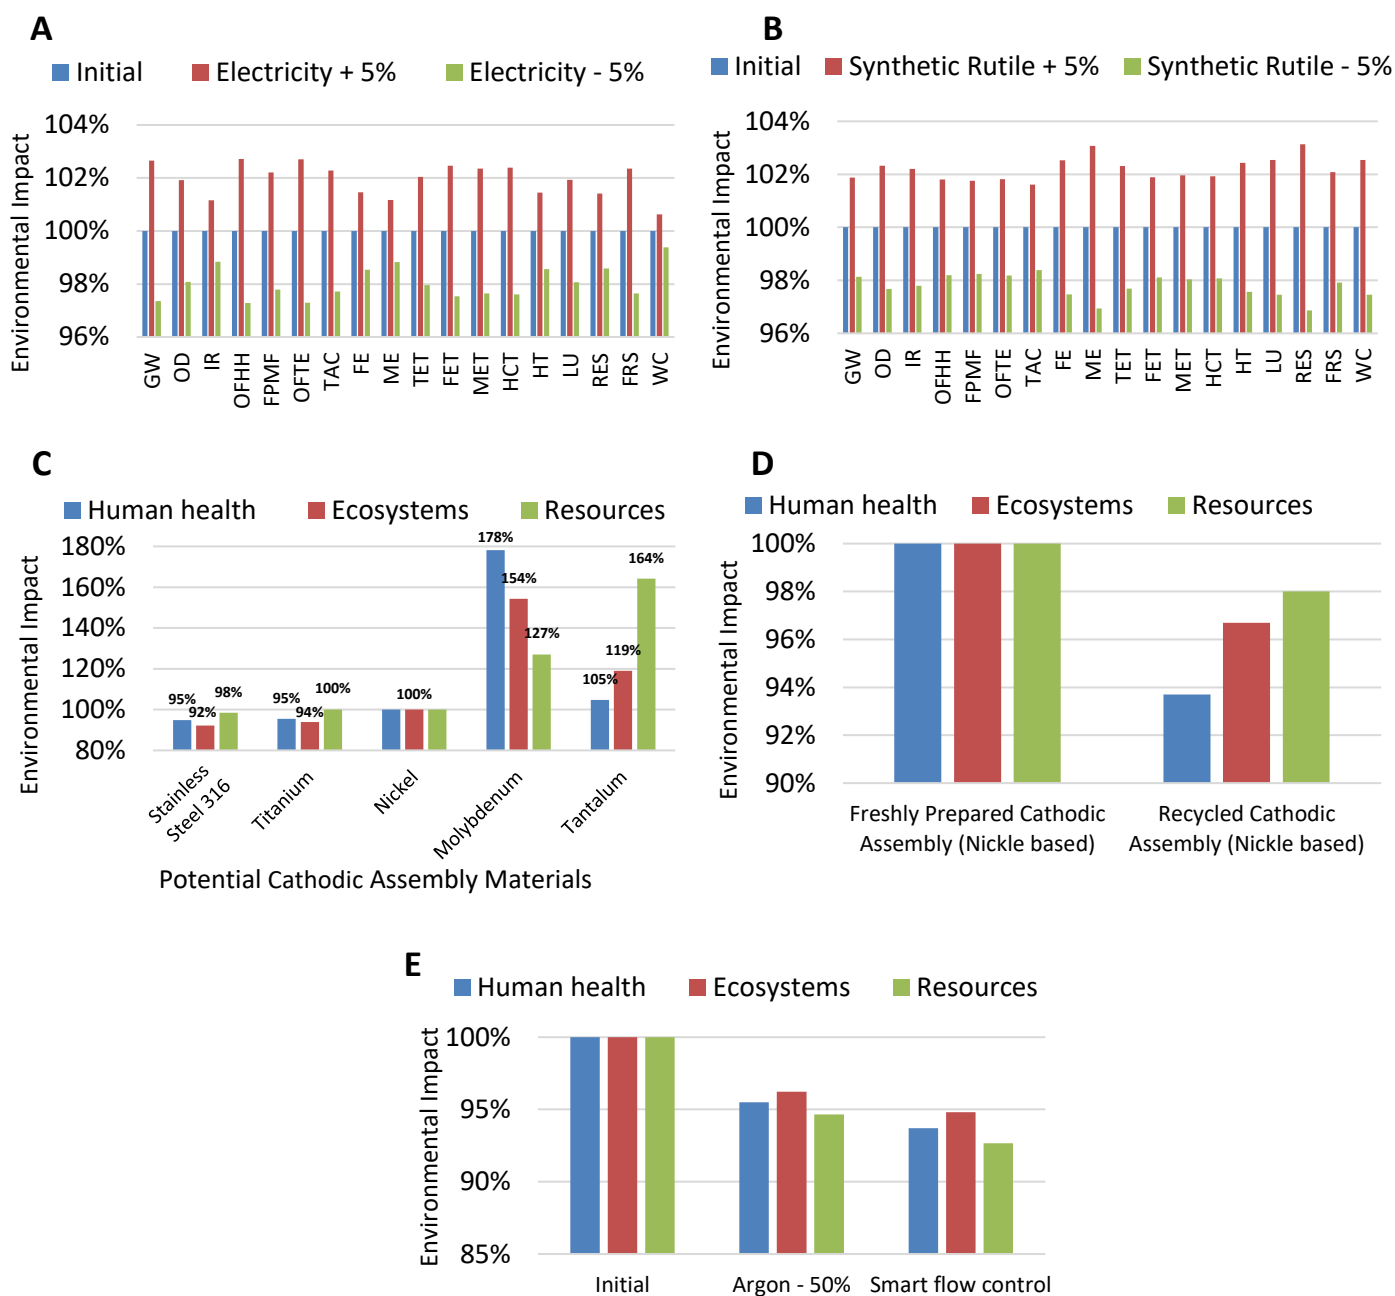 A
Initial Electricity + 5% Electricity - 5%
Environmental Impact
104%
102%
100%
98%
96%
GW OD IR OFHH FPMF OFTE TAC FE ME TET FET MET HCT HT LU RES FRS WC
B
Initial Synthetic Rutile + 5% Synthetic Rutile - 5%
Environmental Impact
104%
102%
100%
98%
96%
GW OD IR OFHH FPMF OFTE TAC FE ME TET FET MET HCT HT LU RES FRS WC
C
Human health Ecosystems Resources
Environmental Impact
180%
160%
140%
120%
100%
80%
95% 92% 98% 95% 94% 100% 100% 178% 154% 127% 105% 119% 164%
Stainless
Steel 316
Titanium
Nickel
Molybdenum
Tantalum
Potential Cathodic Assembly Materials
D
Human health Ecosystems Resources
Environmental Impact
100%
98%
96%
94%
92%
90%
Freshly Prepared Cathodic
Assembly (Nickle based)
Recycled Cathodic
Assembly (Nickle based)
E
Human health Ecosystems Resources
Environmental Impact
100%
95%
90%
85%
Initial Argon - 50% Smart flow control